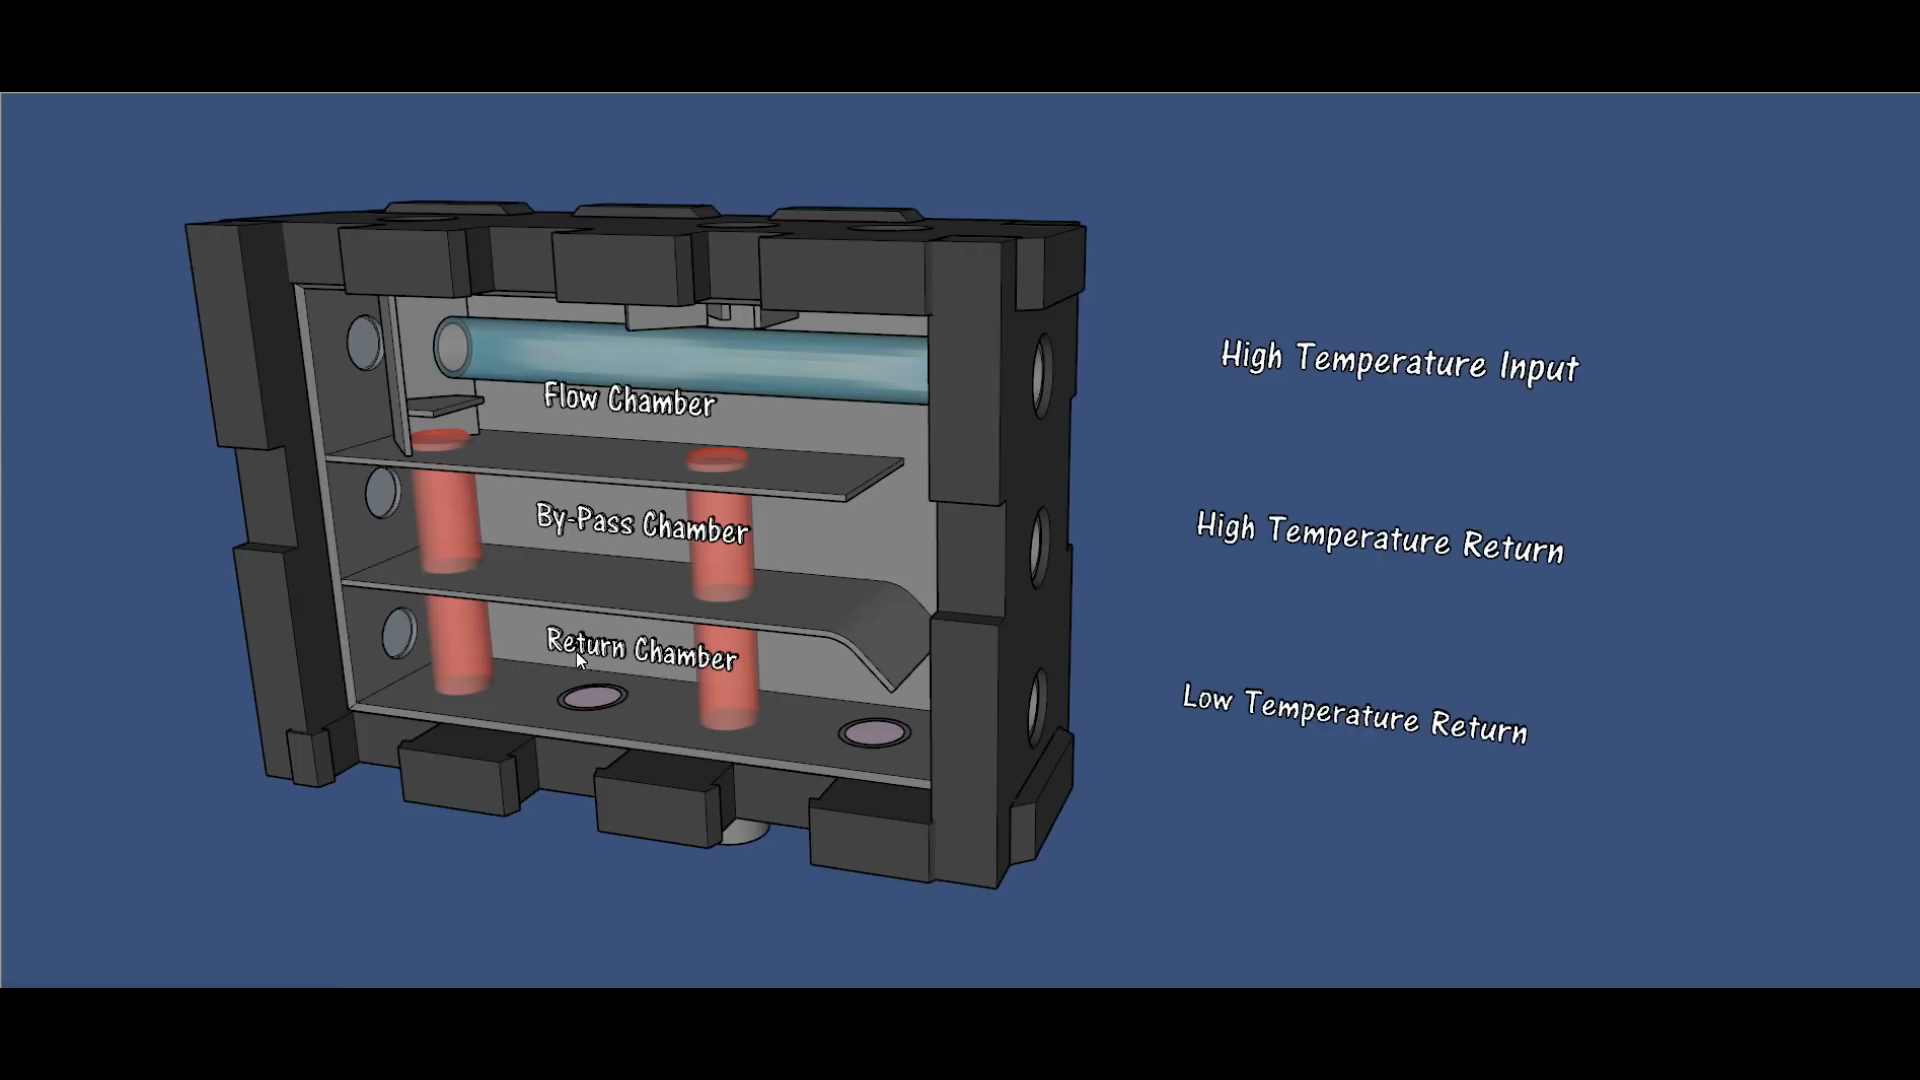 High Temperature Input
Flow Chamber
By-Pass Chamber
High Temperature Return
Return Chamber
Low Temperature Return